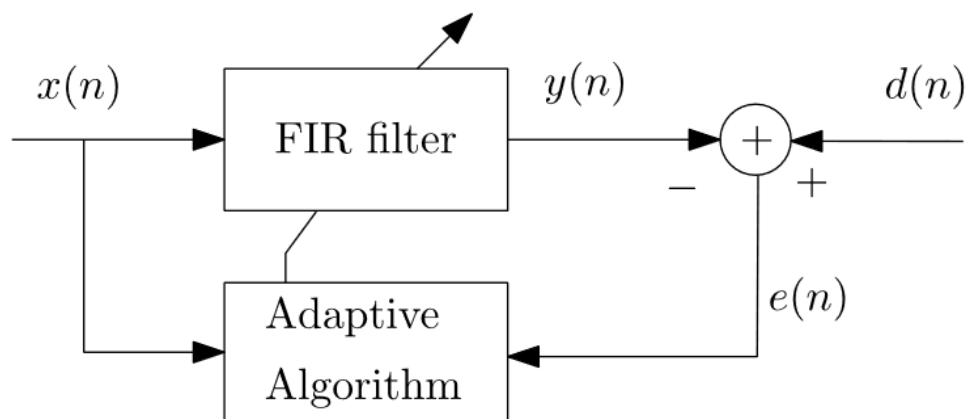 x(n)
y(n)
d(n)
FIR filter
+
−
+
e(n)
Adaptive
Algorithm